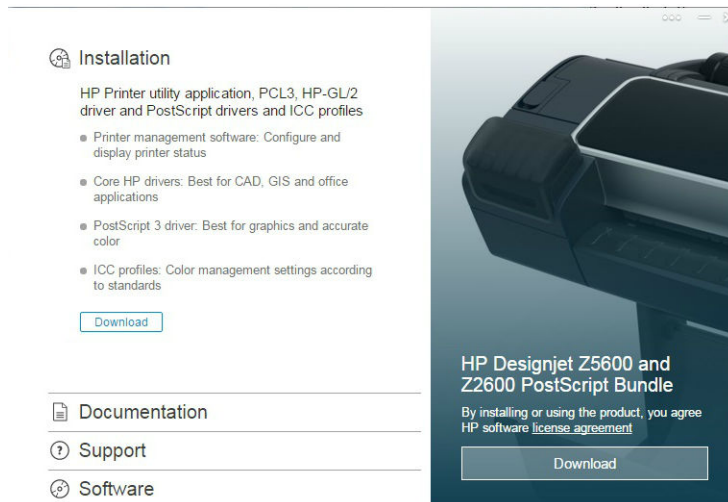 Installation
HP Printer utility application, PCL3, HP-GL/2
driver and PostScript drivers and ICC profiles
Printer management software: Configure and
display printer status
Core HP drivers: Best for CAD, GIS and office
applications
PostScript 3 driver: Best for graphics and accurate
color
ICC profiles: Color management settings according
to standards
Download
Documentation
Support
Software
HP Designjet Z5600 and
Z2600 PostScript Bundle
By installing or using the product, you agree
HP software license agreement
Download